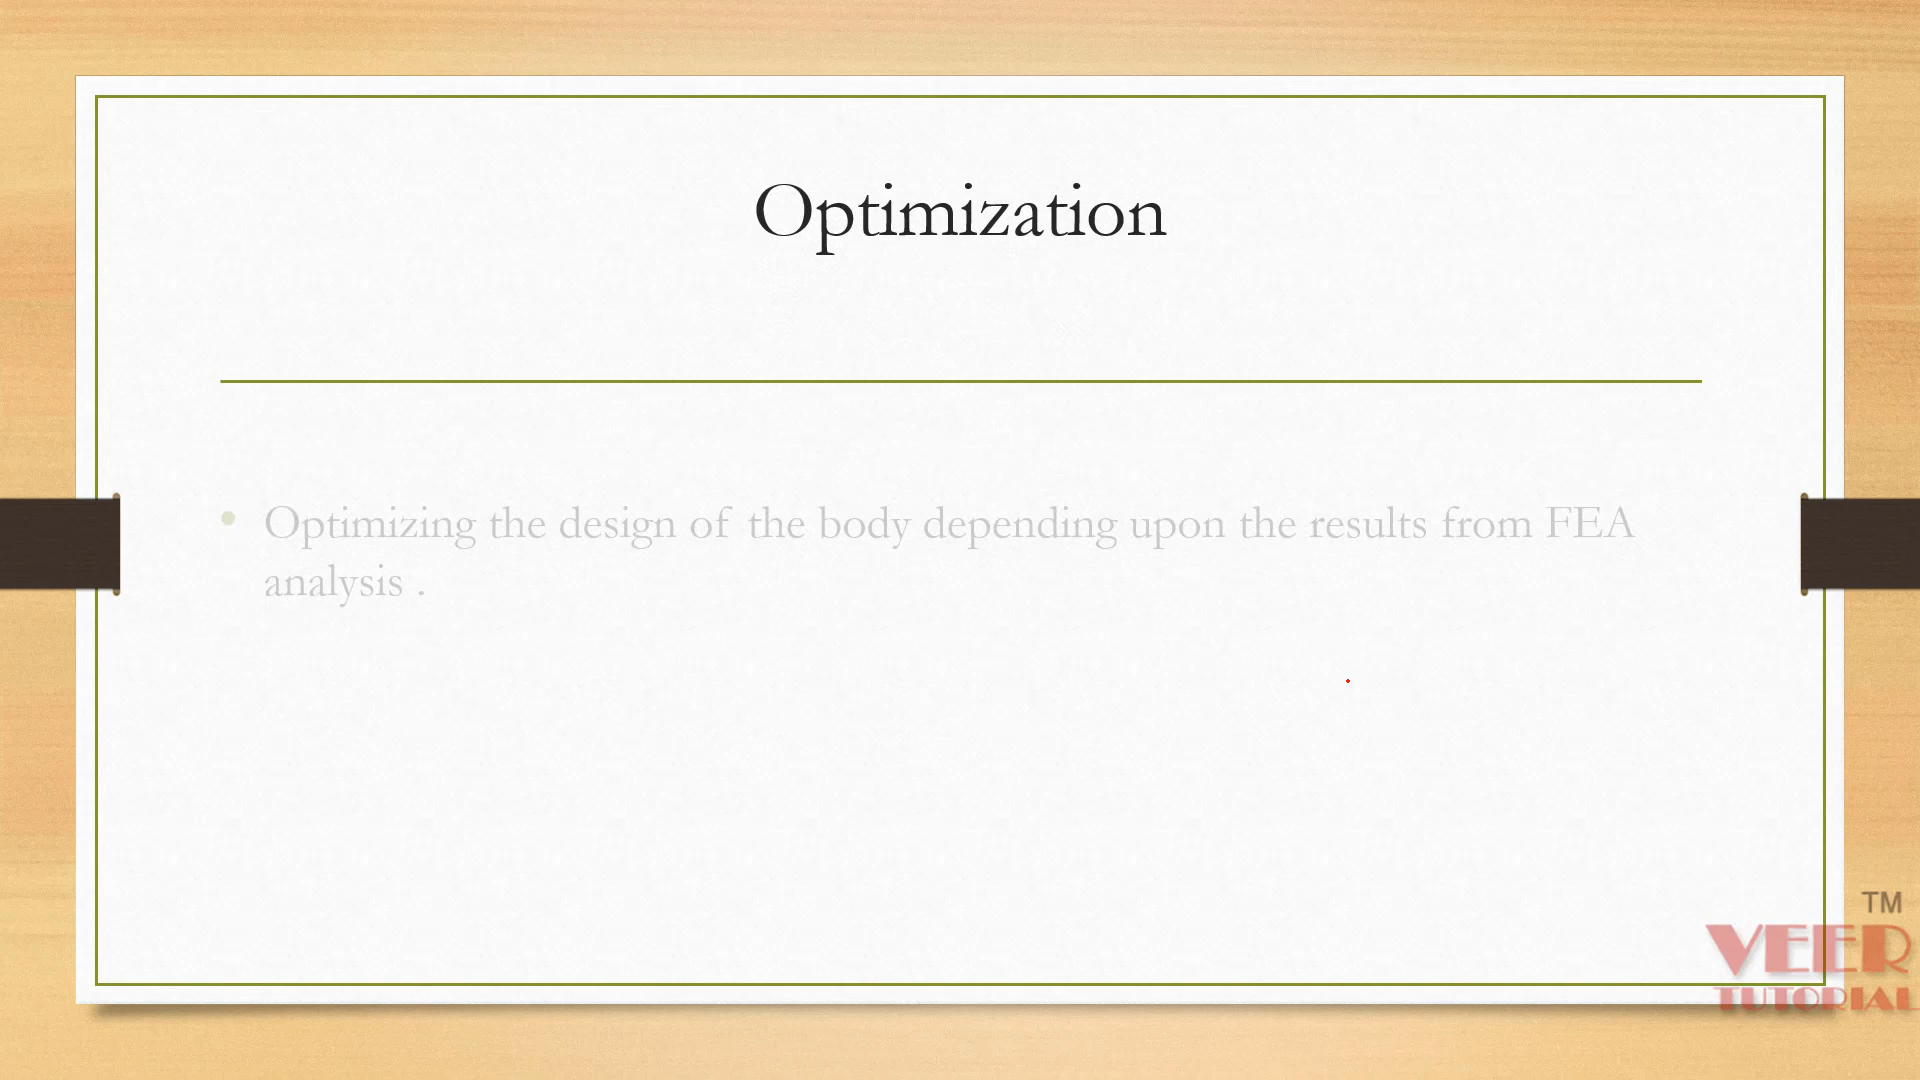 Optimization
• Optimizing the design of the body depending upon the results from FEA
analysis .
TM
VEER
TUTORIAL